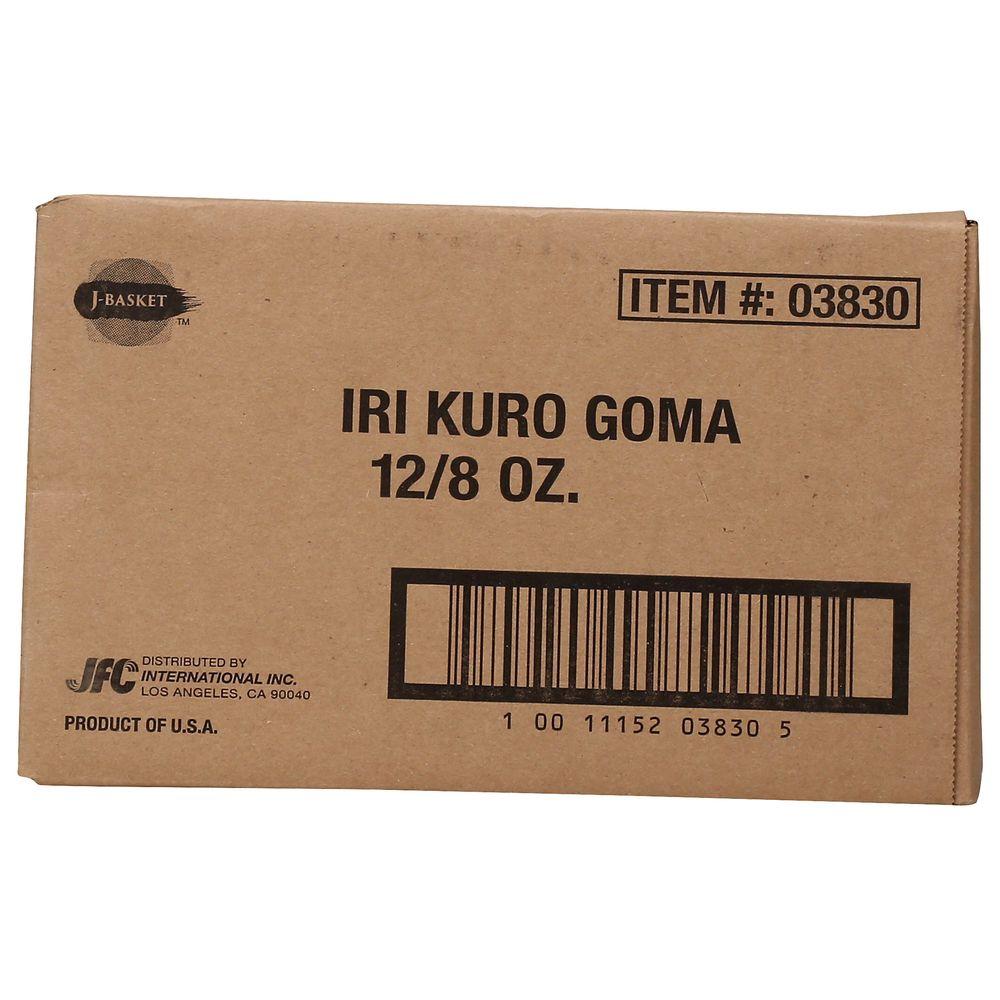 J-BASKET
TM
ITEM #: 03830
IRI KURO GOMA
12/8 OZ.
JFC
DISTRIBUTED BY
INTERNATIONAL INC.
LOS ANGELES, CA 90040
PRODUCT OF U.S.A.
1 00 11152 03830 5